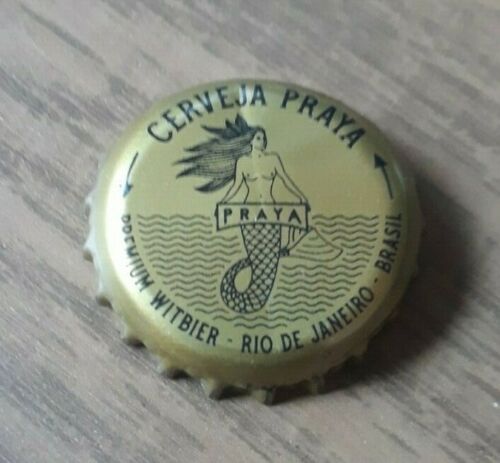 CERVEJA PRAYA
PRAYA
PREMIUM WITBIER - RIO DE JANEIRO - BRASIL